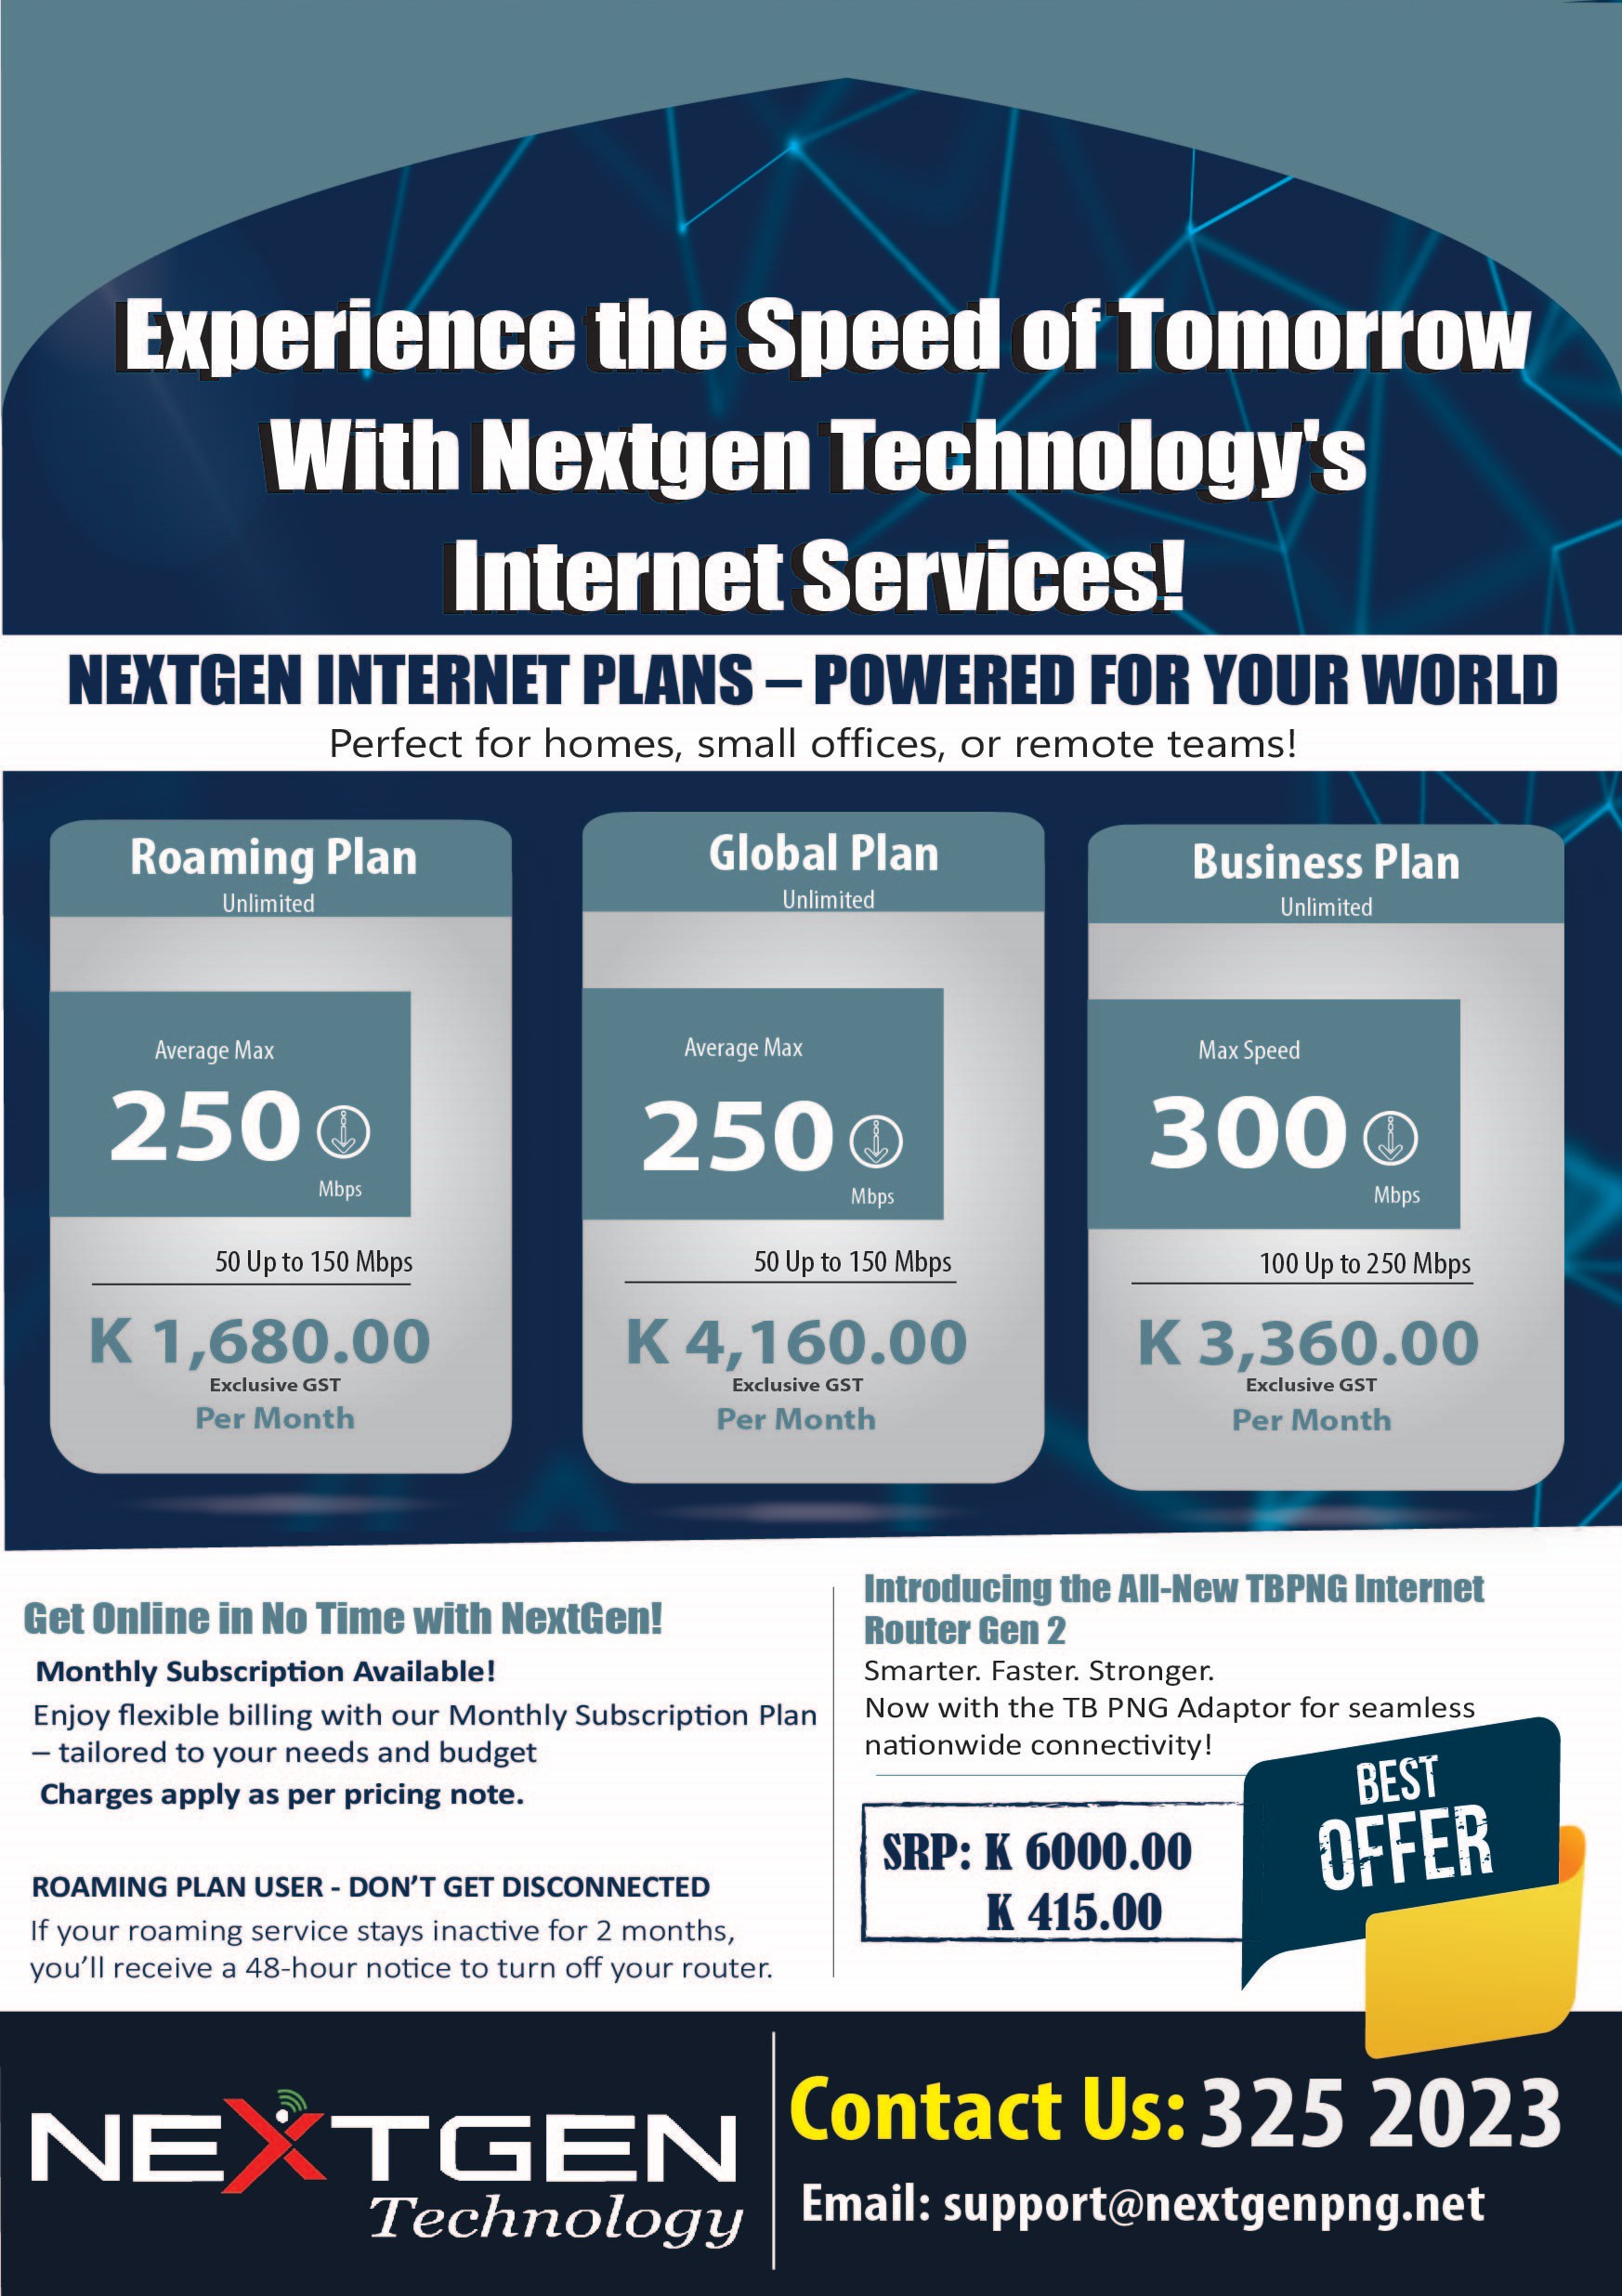 Experience the Speed of Tomorrow
With Nextgen Technology's
Internet Services!
NEXTGEN INTERNET PLANS – POWERED FOR YOUR WORLD
Perfect for homes, small offices, or remote teams!
Roaming Plan
Unlimited
Average Max
250
Mbps
50 Up to 150 Mbps
K 1,680.00
Exclusive GST
Per Month
Global Plan
Unlimited
Average Max
250
Mbps
50 Up to 150 Mbps
K 4,160.00
Exclusive GST
Per Month
Business Plan
Unlimited
Max Speed
300
Mbps
100 Up to 250 Mbps
K 3,360.00
Exclusive GST
Per Month
Get Online in No Time with NextGen!
Monthly Subscription Available!
Enjoy flexible billing with our Monthly Subscription Plan
– tailored to your needs and budget
Charges apply as per pricing note.
ROAMING PLAN USER - DON'T GET DISCONNECTED
If your roaming service stays inactive for 2 months,
you'll receive a 48-hour notice to turn off your router.
Introducing the All-New TBPNG Internet
Router Gen 2
Smarter. Faster. Stronger.
Now with the TB PNG Adaptor for seamless
nationwide connectivity!
SRP: K 6000.00
K 415.00
BEST
OFFER
NEXTGEN
Technology
Contact Us: 325 2023
Email: support@nextgenpng.net